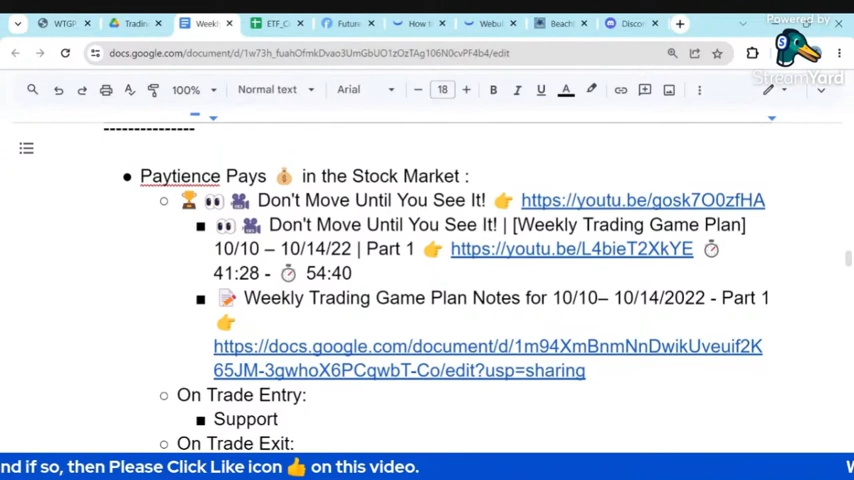 Powered by
WTGP
Tradin
Weekl
ETF_C
Future
How t
Webul
Beach
Disco
StreamYard
docs.google.com/document/d/1w73h_fuahOfmkDvao3UmGbUO1zOzTAg106N0cvPF4b4/edit
100%
Normal text
Arial
18
---------------
● Paytience Pays 💰 in the Stock Market :
○ 🏆 👀 🎥 Don't Move Until You See It! 👉 https://youtu.be/gosk7O0zfHA
■ 👀 🎥 Don't Move Until You See It! | [Weekly Trading Game Plan]
10/10 – 10/14/22 | Part 1 👉 https://youtu.be/L4bieT2XkYE ⏱
41:28 - ⏱ 54:40
■ 📝 Weekly Trading Game Plan Notes for 10/10– 10/14/2022 - Part 1
👉
https://docs.google.com/document/d/1m94XmBnmNnDwikUveuif2K
65JM-3gwhoX6PCqwbT-Co/edit?usp=sharing
○ On Trade Entry:
■ Support
○ On Trade Exit:
nd if so, then Please Click Like icon 👍 on this video.